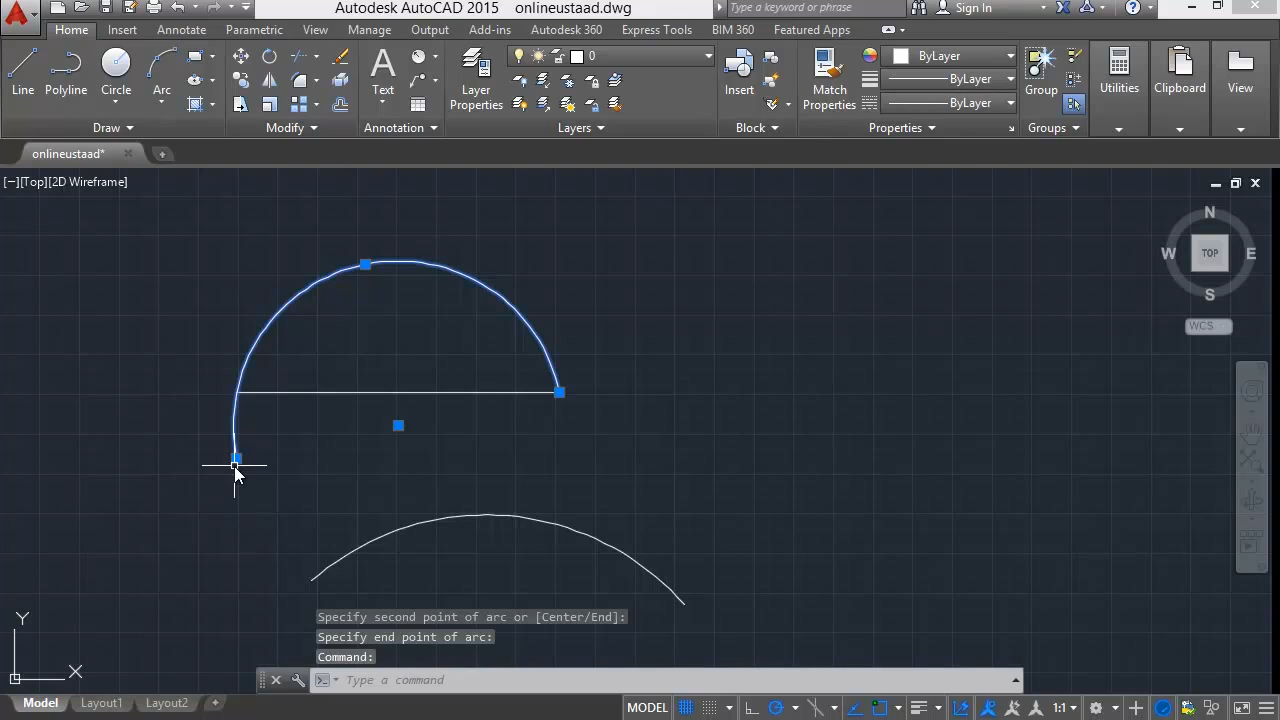 Autodesk AutoCAD 2015 onlineustaad.dwg
Type a keyword or phrase
Sign In
Home Insert Annotate Parametric View Manage Output Add-ins Autodesk 360 Express Tools BIM 360 Featured Apps
Line Polyline Circle Arc
Draw
Modify
A
Text
Annotation
Layer
Properties
0
Layers
Insert
Block
Match
Properties
ByLayer
ByLayer
ByLayer
Properties
Group
Groups
Utilities
Clipboard
View
onlineustaad*
[−][Top][2D Wireframe]
N
W TOP E
S
WCS
Specify second point of arc or [Center/End]:
Specify end point of arc:
Command:
Y
X
Type a command
Model Layout1 Layout2
MODEL
1:1